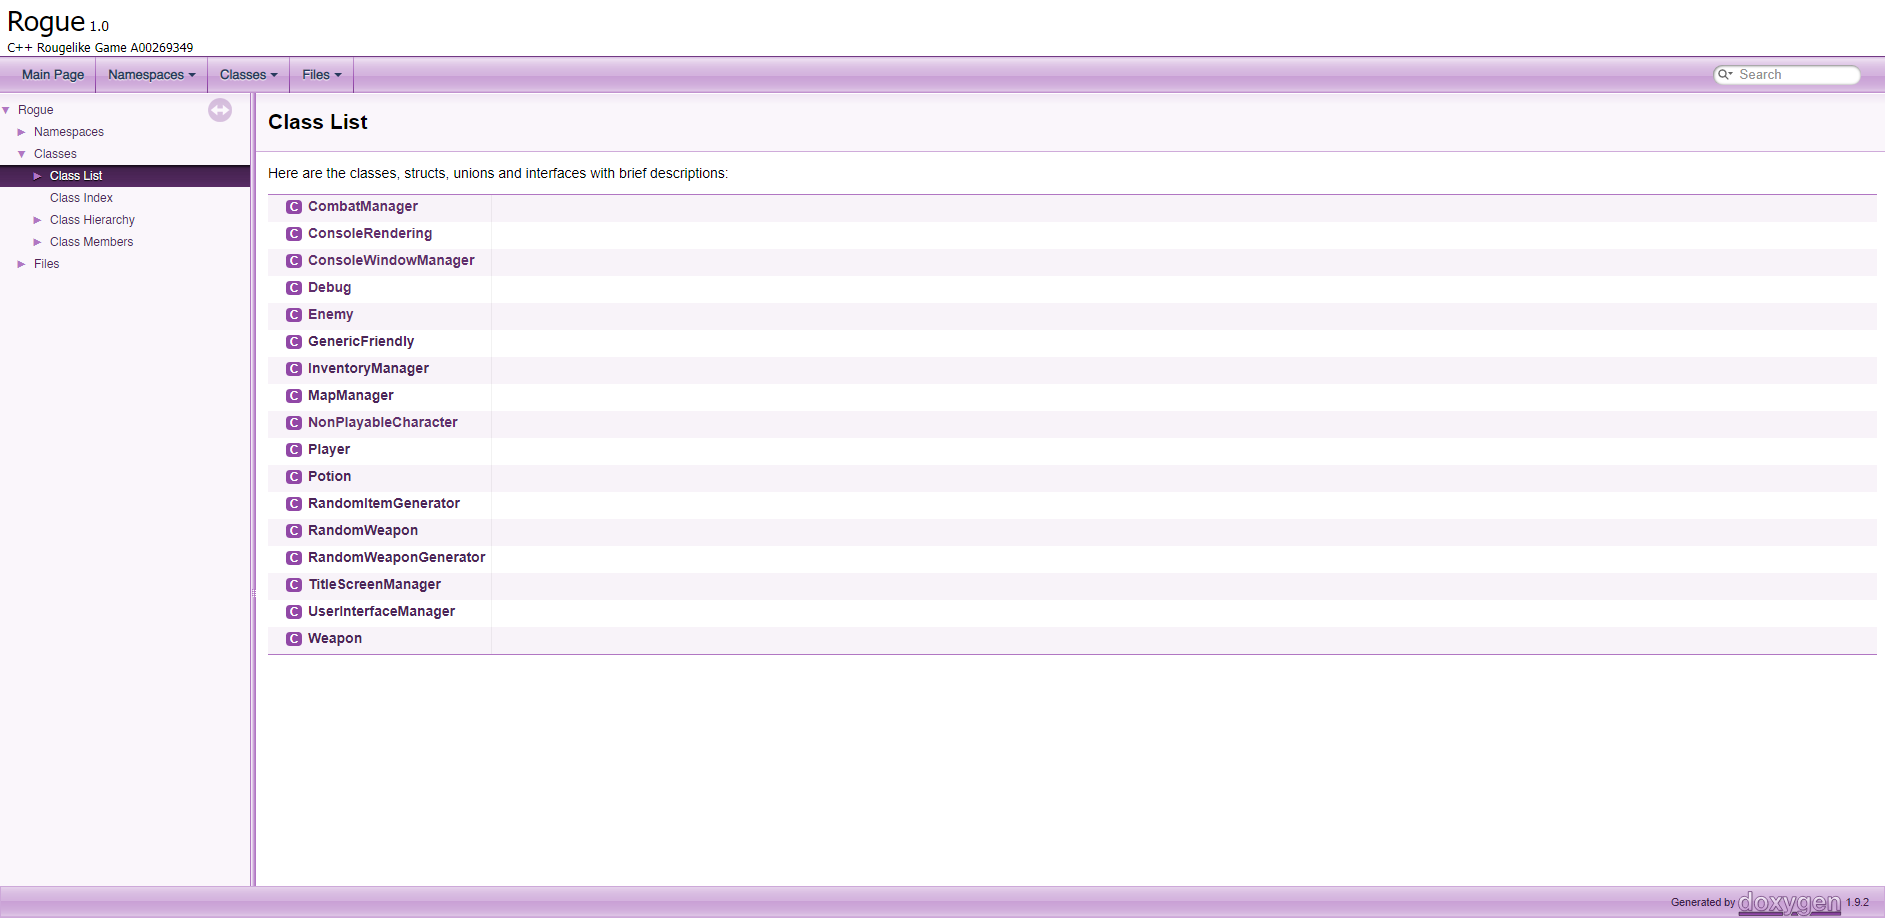 Rogue 1.0
C++ Rougelike Game A00269349
Main Page Namespaces Classes Files Search
Rogue
Namespaces
Classes
Class List
Class Index
Class Hierarchy
Class Members
Files
Class List
Here are the classes, structs, unions and interfaces with brief descriptions:
C CombatManager
C ConsoleRendering
C ConsoleWindowManager
C Debug
C Enemy
C GenericFriendly
C InventoryManager
C MapManager
C NonPlayableCharacter
C Player
C Potion
C RandomItemGenerator
C RandomWeapon
C RandomWeaponGenerator
C TitleScreenManager
C UserInterfaceManager
C Weapon
Generated by doxygen 1.9.2